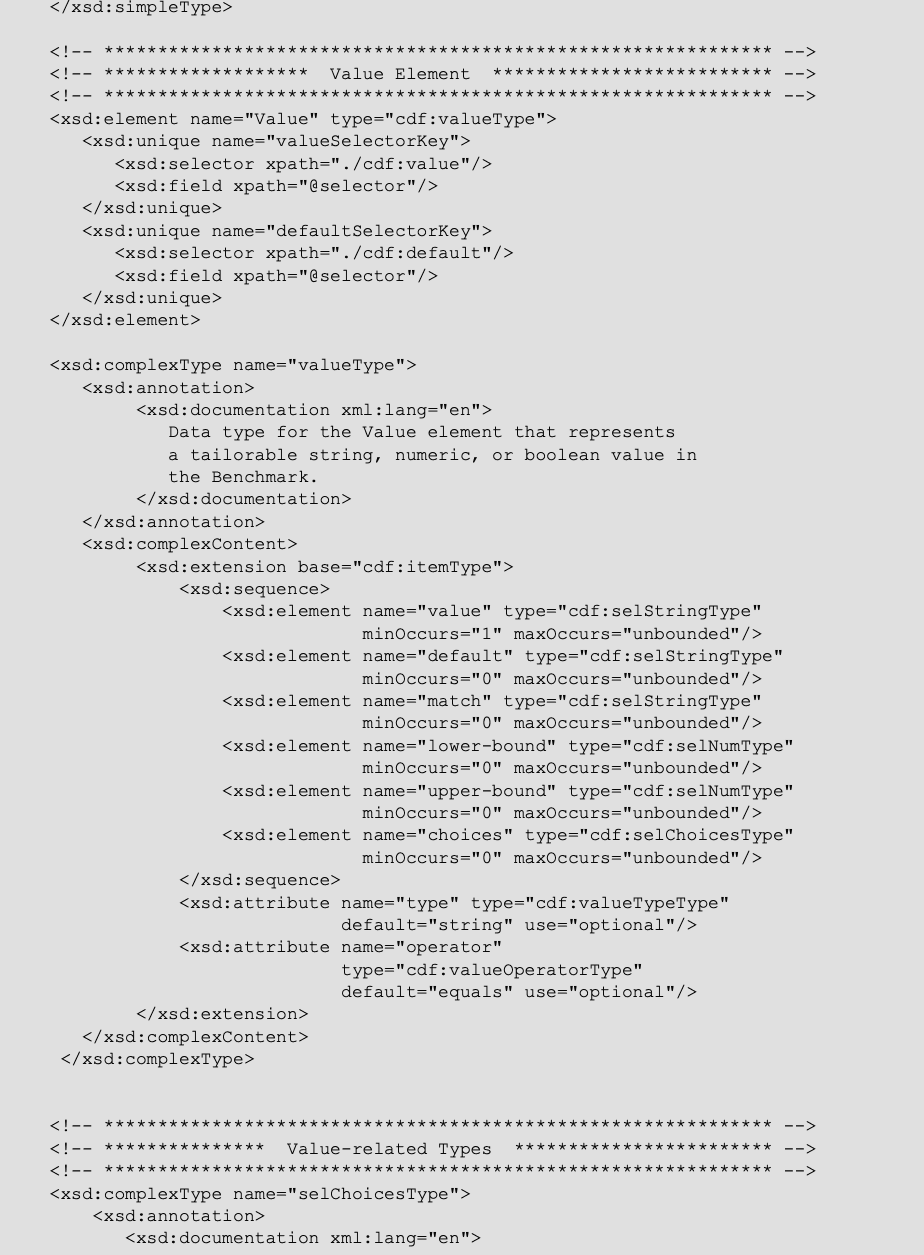 </xsd:simpleType>
<!-- ************************************************************** -->
<!-- ******************* Value Element ************************** -->
<!-- ************************************************************** -->
<xsd:element name="Value" type="cdf:valueType">
<xsd:unique name="valueSelectorKey">
<xsd:selector xpath="./cdf:value"/>
<xsd:field xpath="@selector"/>
</xsd:unique>
<xsd:unique name="defaultSelectorKey">
<xsd:selector xpath="./cdf:default"/>
<xsd:field xpath="@selector"/>
</xsd:unique>
</xsd:element>
<xsd:complexType name="valueType">
<xsd:annotation>
<xsd:documentation xml:lang="en">
Data type for the Value element that represents
a tailorable string, numeric, or boolean value in
the Benchmark.
</xsd:documentation>
</xsd:annotation>
<xsd:complexContent>
<xsd:extension base="cdf:itemType">
<xsd:sequence>
<xsd:element name="value" type="cdf:selStringType"
minOccurs="1" maxOccurs="unbounded"/>
<xsd:element name="default" type="cdf:selStringType"
minOccurs="0" maxOccurs="unbounded"/>
<xsd:element name="match" type="cdf:selStringType"
minOccurs="0" maxOccurs="unbounded"/>
<xsd:element name="lower-bound" type="cdf:selNumType"
minOccurs="0" maxOccurs="unbounded"/>
<xsd:element name="upper-bound" type="cdf:selNumType"
minOccurs="0" maxOccurs="unbounded"/>
<xsd:element name="choices" type="cdf:selChoicesType"
minOccurs="0" maxOccurs="unbounded"/>
</xsd:sequence>
<xsd:attribute name="type" type="cdf:valueTypeType"
default="string" use="optional"/>
<xsd:attribute name="operator"
type="cdf:valueOperatorType"
default="equals" use="optional"/>
</xsd:extension>
</xsd:complexContent>
</xsd:complexType>
<!-- ************************************************************** -->
<!-- *************** Value-related Types ************************ -->
<!-- ************************************************************** -->
<xsd:complexType name="selChoicesType">
<xsd:annotation>
<xsd:documentation xml:lang="en">